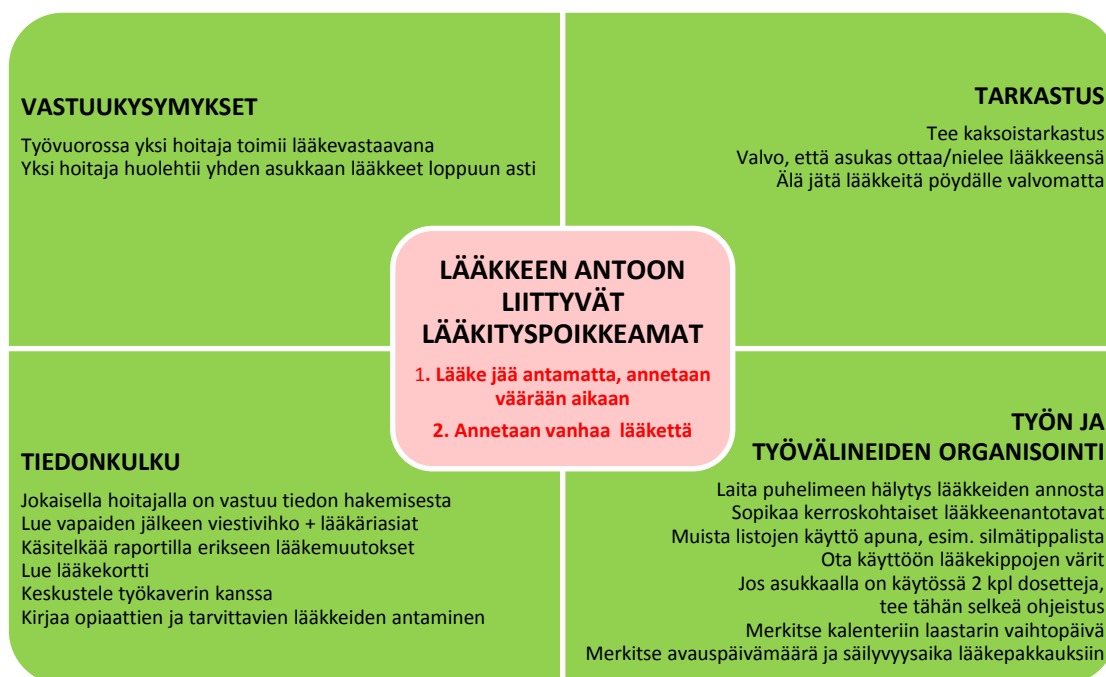 VASTUUKYSYMYKSET
Työvuorossa yksi hoitaja toimii lääkevastaavana
Yksi hoitaja huolehtii yhden asukkaan lääkkeet loppuun asti
TARKASTUS
Tee kaksoistarkastus
Valvo, että asukas ottaa/nielee lääkkeensä
Älä jätä lääkkeitä pöydälle valvomatta
LÄÄKKEEN ANTOON
LIITTYVÄT
LÄÄKITYSPOIKKEAMAT
1. Lääke jää antamatta, annetaan
väärään aikaan
2. Annetaan vanhaa lääkettä
TIEDONKULKU
Jokaisella hoitajalla on vastuu tiedon hakemisesta
Lue vapaiden jälkeen viestivihko + lääkäriasiat
Käsitelkää raportilla erikseen lääkemuutokset
Lue lääkekortti
Keskustele työkaverin kanssa
Kirjaa opiaattien ja tarvittavien lääkkeiden antaminen
TYÖN JA
TYÖVÄLINEIDEN ORGANISOINTI
Laita puhelimeen hälytys lääkkeiden annosta
Sopikaa kerroskohtaiset lääkkeenantotavat
Muista listojen käyttö apuna, esim. silmätippalista
Ota käyttöön lääkekippojen värit
Jos asukkaalla on käytössä 2 kpl dosetteja,
tee tähän selkeä ohjeistus
Merkitse kalenteriin laastarin vaihtopäivä
Merkitse avauspäivämäärä ja säilyvyysaika lääkepakkauksiin